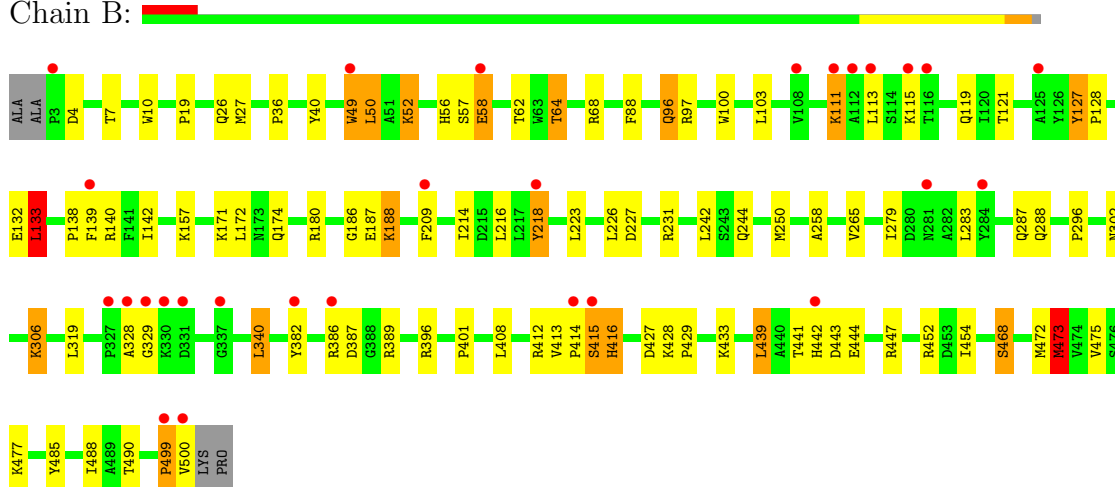 Chain B:
ALA ALA P3 D4 T7 W10 P19 Q26 M27 P36 Y40 W49 L50 A51 K52 H56 S57 E58 T62 W63 T64 R68 F88 Q96 R97 W100 L103 V108 K111 A112 L113 S114 K115 T116 Q119 I120 T121 A125 Y126 Y127 P128
E132 L133 P138 F139 R140 F141 I142 K157 K171 L172 N173 Q174 R180 G186 E187 K188 F209 I214 D215 L216 L217 Y218 L223 L226 D227 R231 L242 S243 Q244 M250 A258 V265 I279 D280 N281 A282 L283 Y284 Q287 Q288 P296 N302
K306 L319 P327 A328 G329 K330 D331 G337 L340 Y382 R386 D387 G388 R389 R396 P401 L408 R412 V413 P414 S415 H416 D427 K428 P429 K433 L439 A440 T441 H442 D443 E444 R447 R452 D453 I454 S468 M472 M473 V474 V475 S476
K477 Y485 I488 A489 T490 P499 V500 LYS PRO